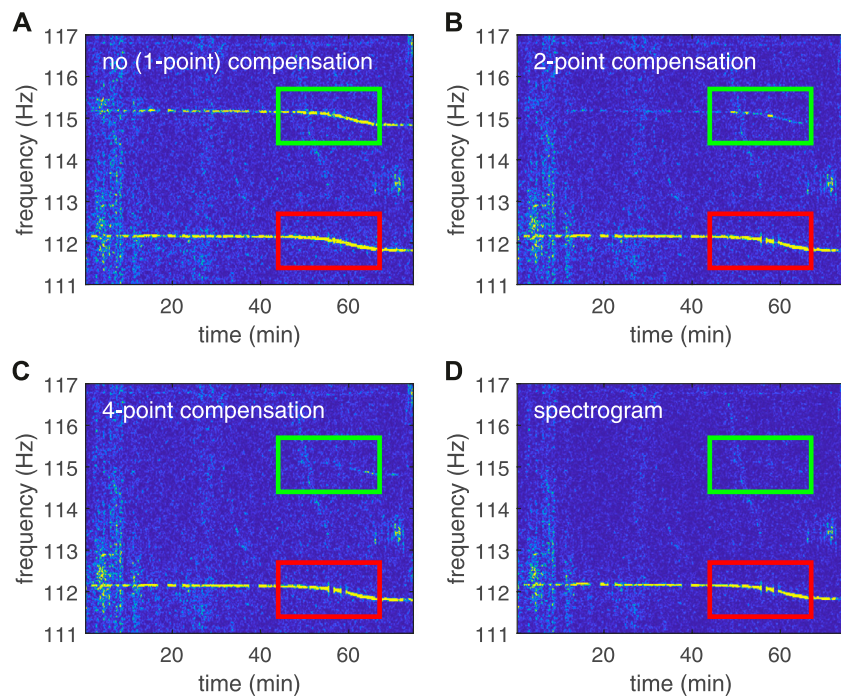 A
no (1-point) compensation
frequency (Hz)
117
116
115
114
113
112
111
20
40
60
time (min)
B
2-point compensation
frequency (Hz)
117
116
115
114
113
112
111
20
40
60
time (min)
C
4-point compensation
frequency (Hz)
117
116
115
114
113
112
111
20
40
60
time (min)
D
spectrogram
frequency (Hz)
117
116
115
114
113
112
111
20
40
60
time (min)